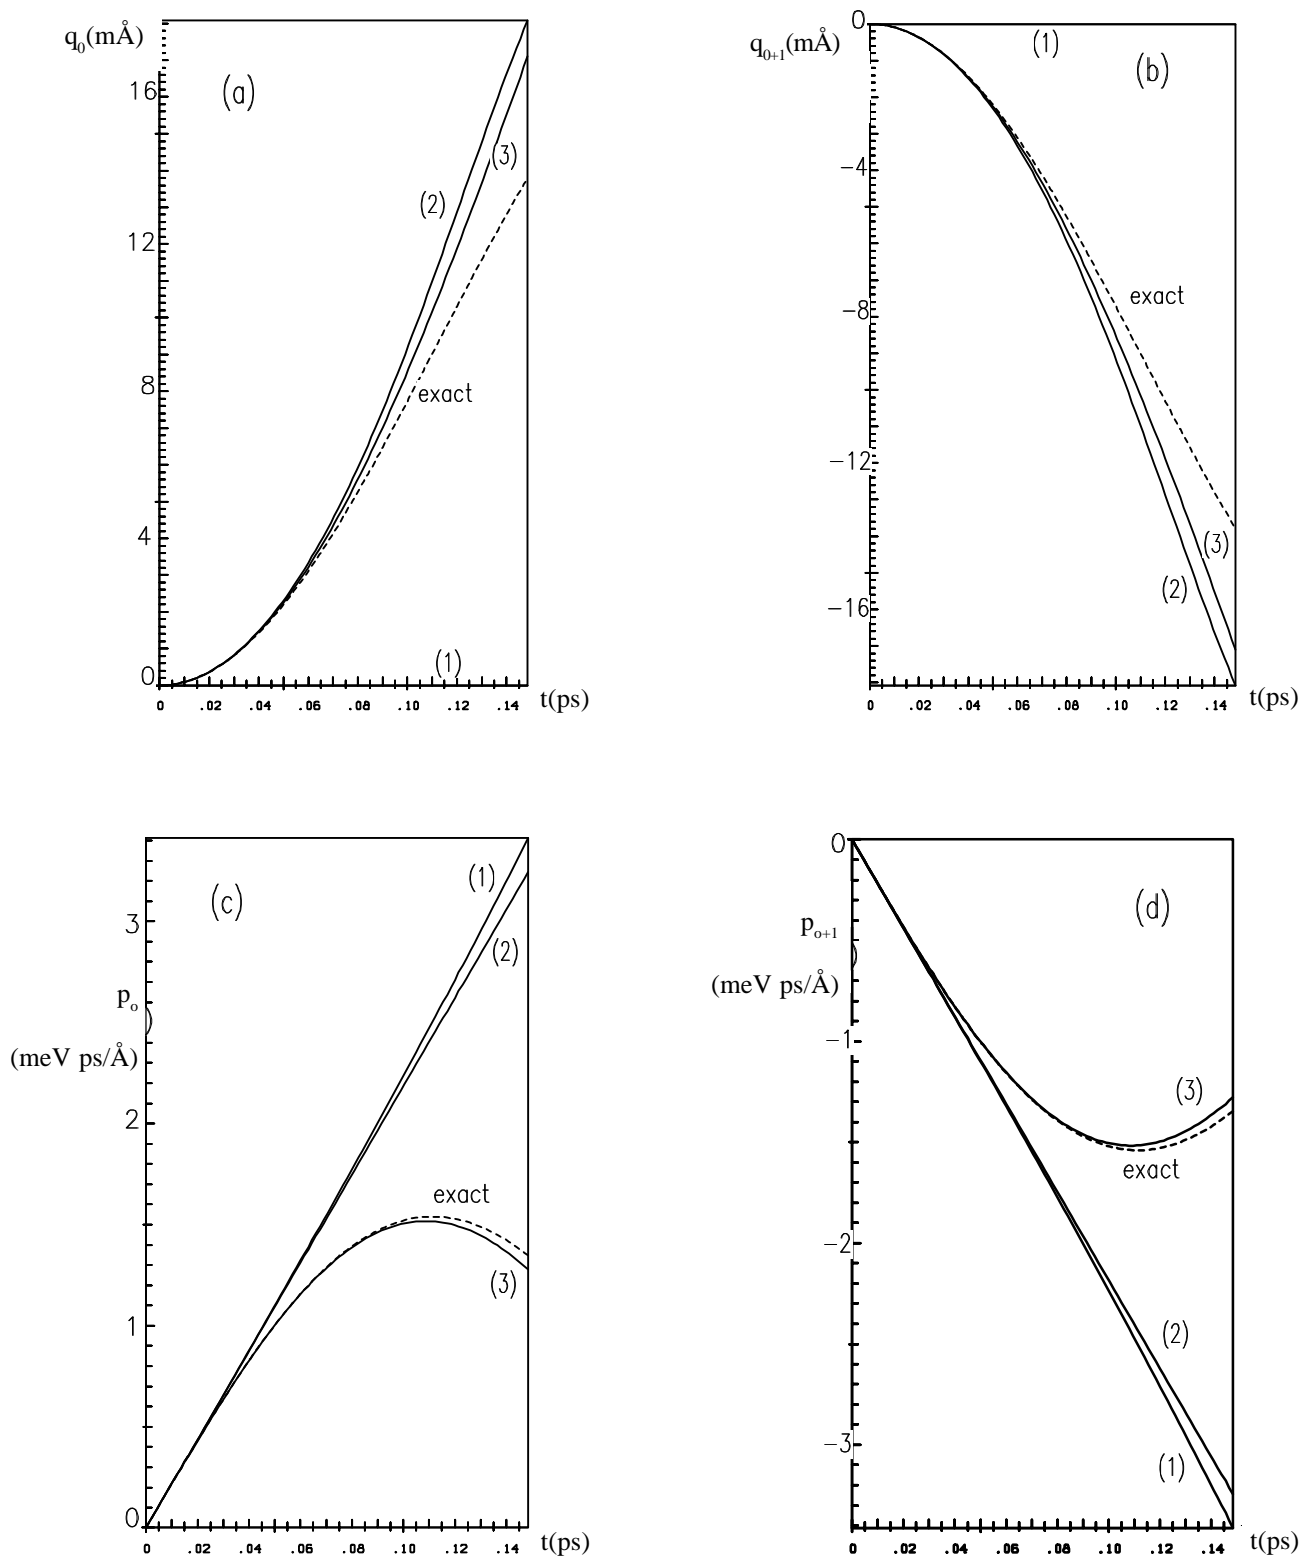 q0(mÅ)
(a)
16
(3)
(2)
12
8
exact
4
(1)
0
0 .02 .04 .06 .08 .10 .12 .14 t(ps)
q0+1(mÅ)
0
(1)
(b)
-4
exact
-8
-12
(3)
(2)
-16
0 .02 .04 .06 .08 .10 .12 .14 t(ps)
(1)
(c)
3
(2)
po
(meV ps/Å)
2
exact
(3)
1
0
0 .02 .04 .06 .08 .10 .12 .14 t(ps)
0
(d)
po+1
(meV ps/Å)
-1
(3)
exact
-2
(2)
-3
(1)
0 .02 .04 .06 .08 .10 .12 .14 t(ps)